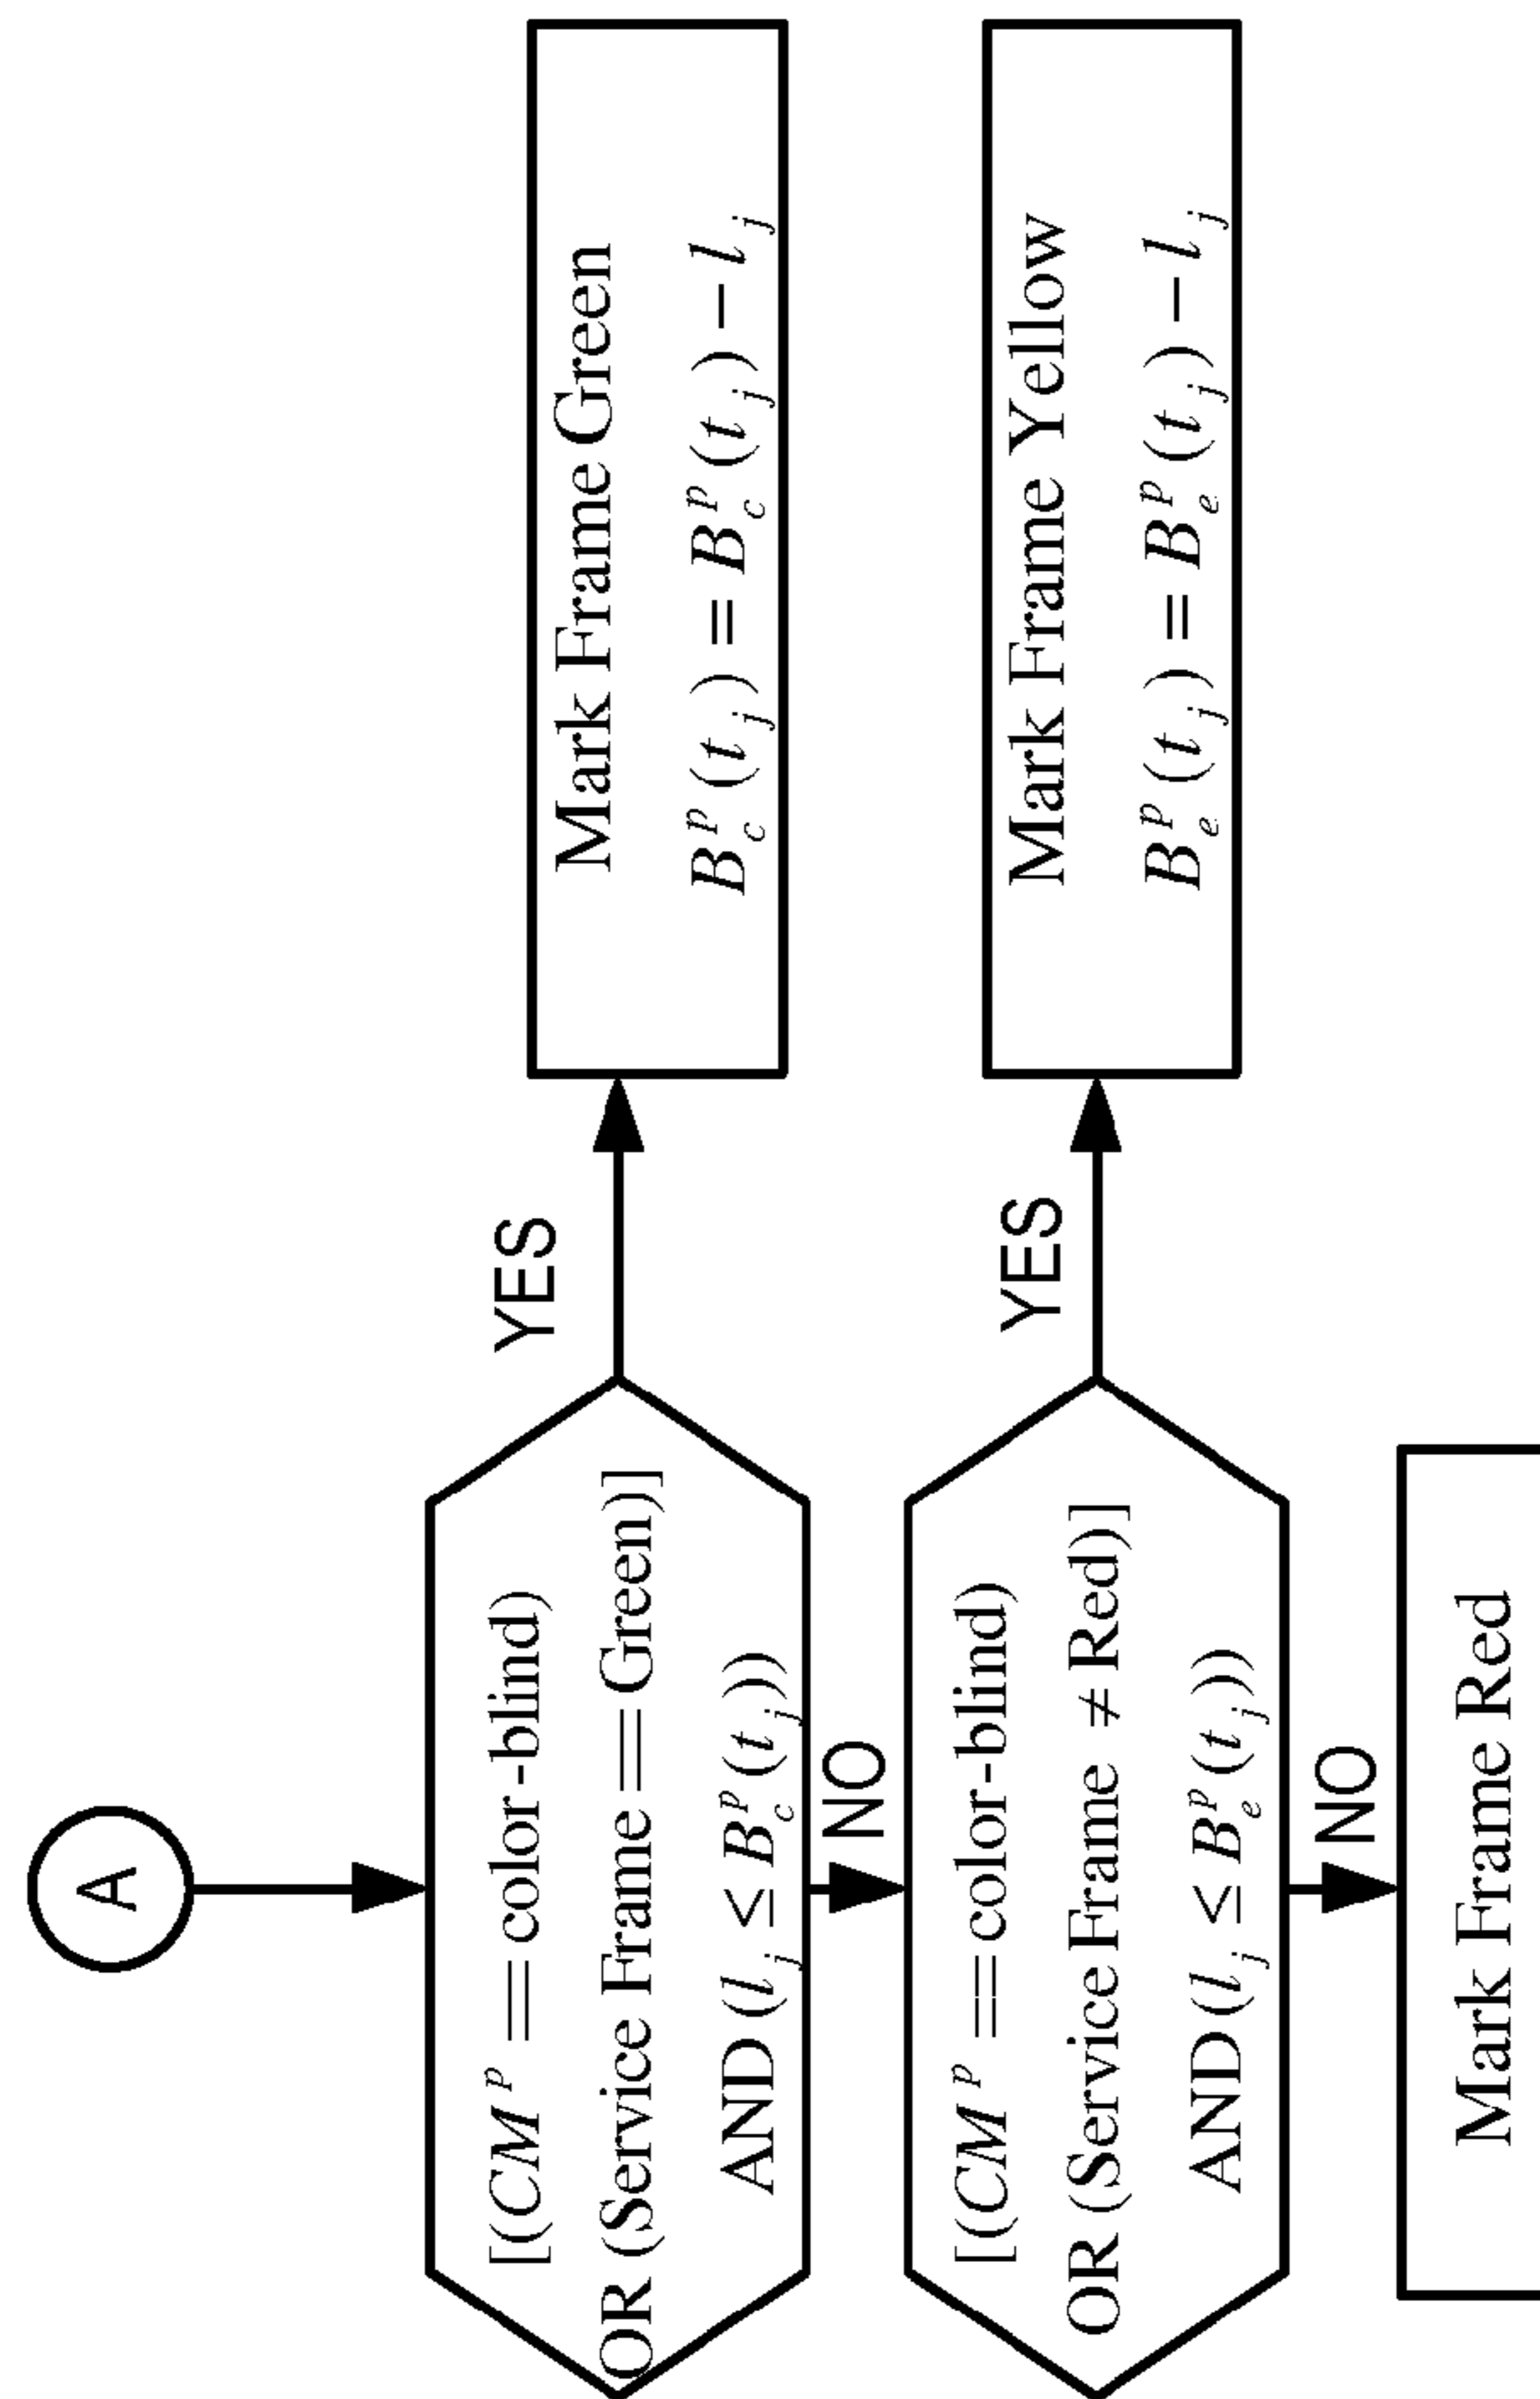 A
[((CM^P == color-blind)
OR (Service Frame == Green)]
AND (l_j ≤ B_c^P(t_j)))
YES
Mark Frame Green
B_c^P(t_j) = B_c^P(t_j) − l_j
NO
[((CM^P == color-blind)
OR ((Service Frame ≠ Red)]
AND ((l_j ≤ B_e^P(t_j)))
YES
Mark Frame Yellow
B_e^P(t_j) = B_e^P(t_j) − l_j
NO
Mark Frame Red